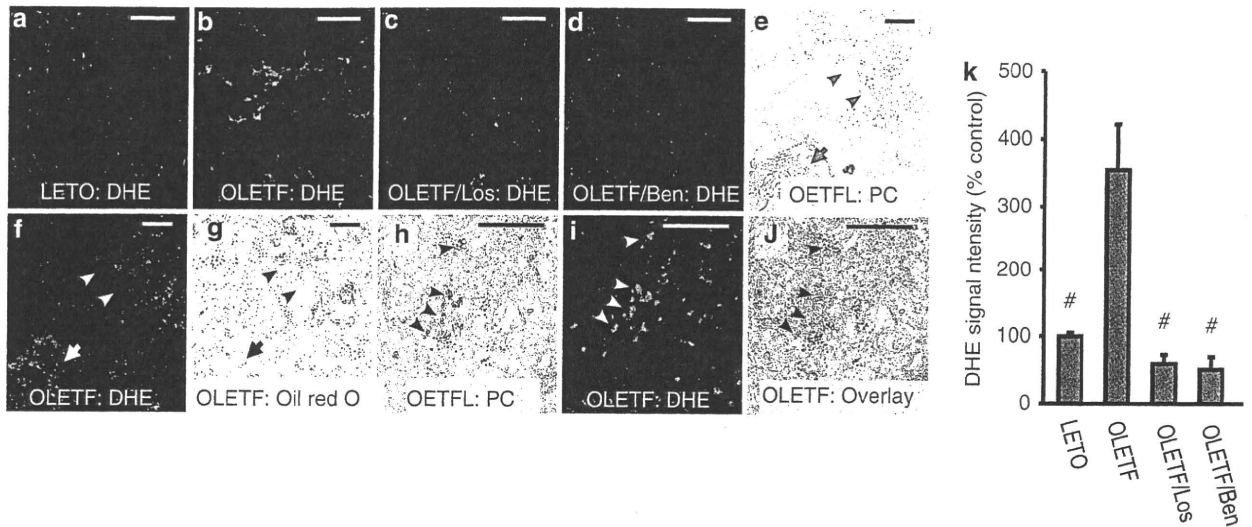 a
LETO: DHE
b
OLETF: DHE
c
OLETF/Los: DHE
d
OLETF/Ben: DHE
e
OETFL: PC
f
OLETF: DHE
g
OLETF: Oil red O
h
OETFL: PC
i
OLETF: DHE
J
OLETF: Overlay
k
DHE signal ntensity (% control)
500
400
300
200
100
0
#
#
#
LETO
OLETF
OLETF/Los
OLETF/Ben